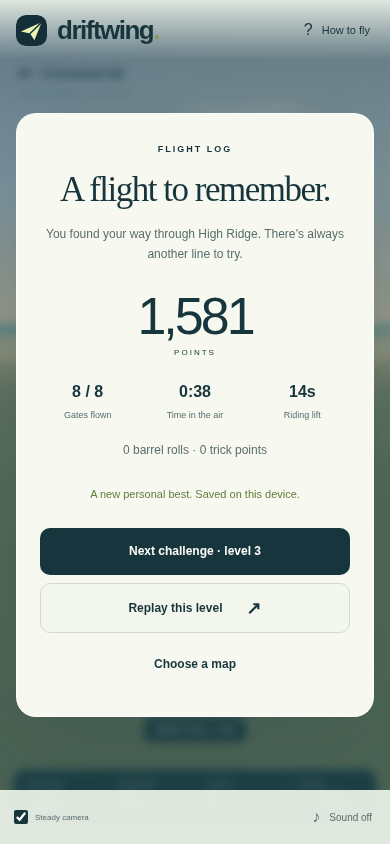 driftwing.
? How to fly
FLIGHT LOG
A flight to remember.
You found your way through High Ridge. There’s always
another line to try.
1,581
POINTS
8 / 8
0:38
14s
Gates flown
Time in the air
Riding lift
0 barrel rolls · 0 trick points
A new personal best. Saved on this device.
Next challenge · level 3
Replay this level ↗
Choose a map
Steady camera
♪ Sound off